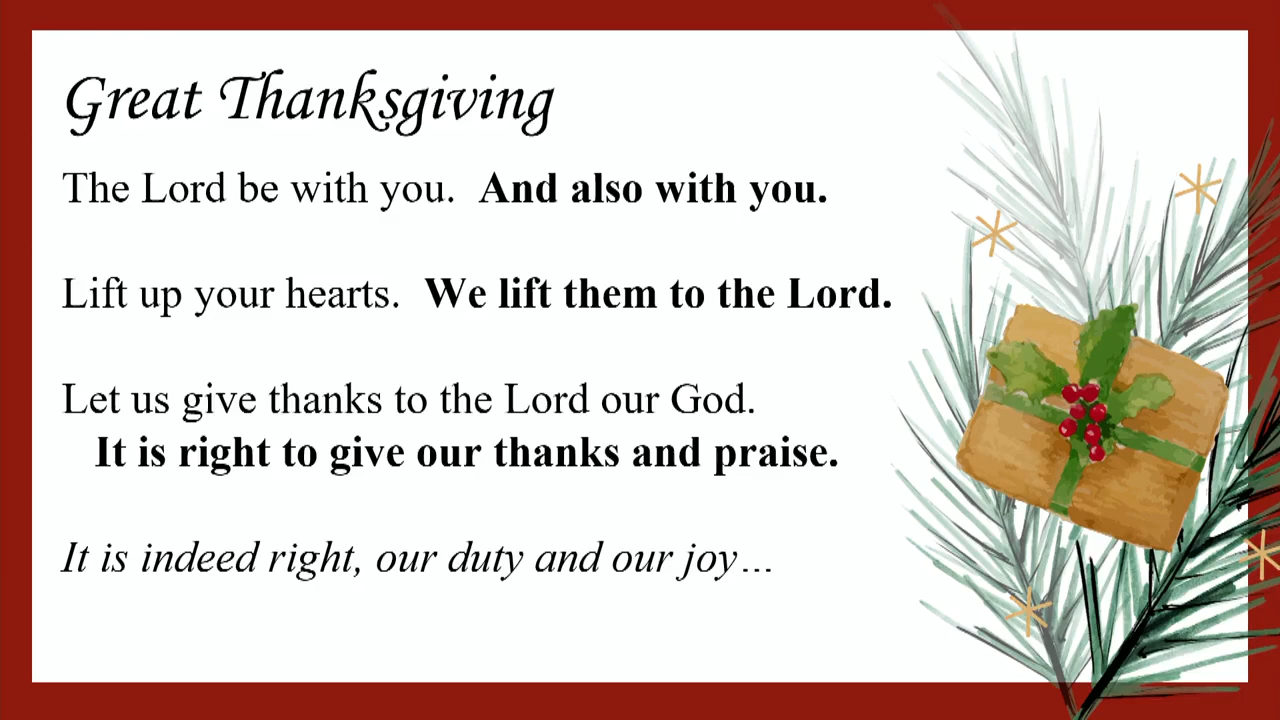 Great Thanksgiving
The Lord be with you.  And also with you.
Lift up your hearts.  We lift them to the Lord.
Let us give thanks to the Lord our God.
It is right to give our thanks and praise.
It is indeed right, our duty and our joy…